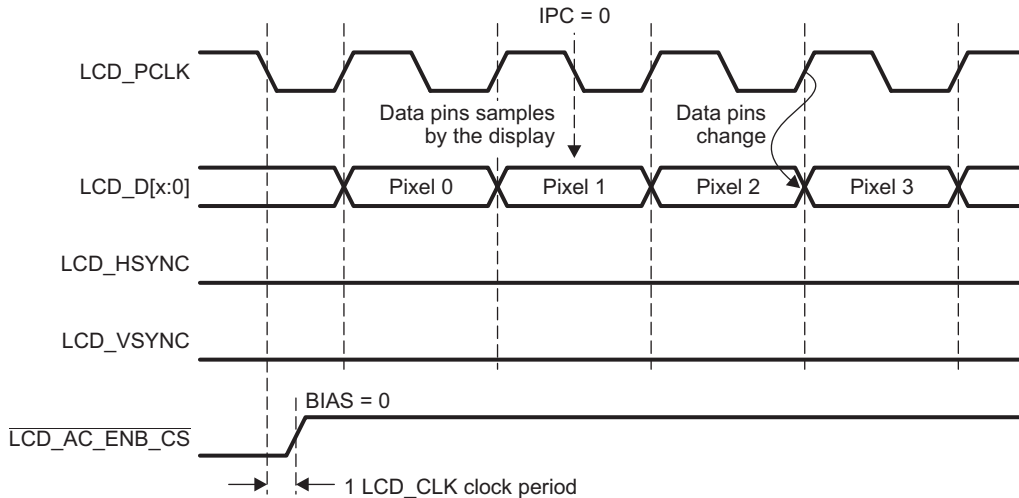 IPC = 0
LCD_PCLK
Data pins samples
by the display
Data pins
change
LCD_D[x:0]
Pixel 0
Pixel 1
Pixel 2
Pixel 3
LCD_HSYNC
LCD_VSYNC
BIAS = 0
LCD_AC_ENB_CS
1 LCD_CLK clock period